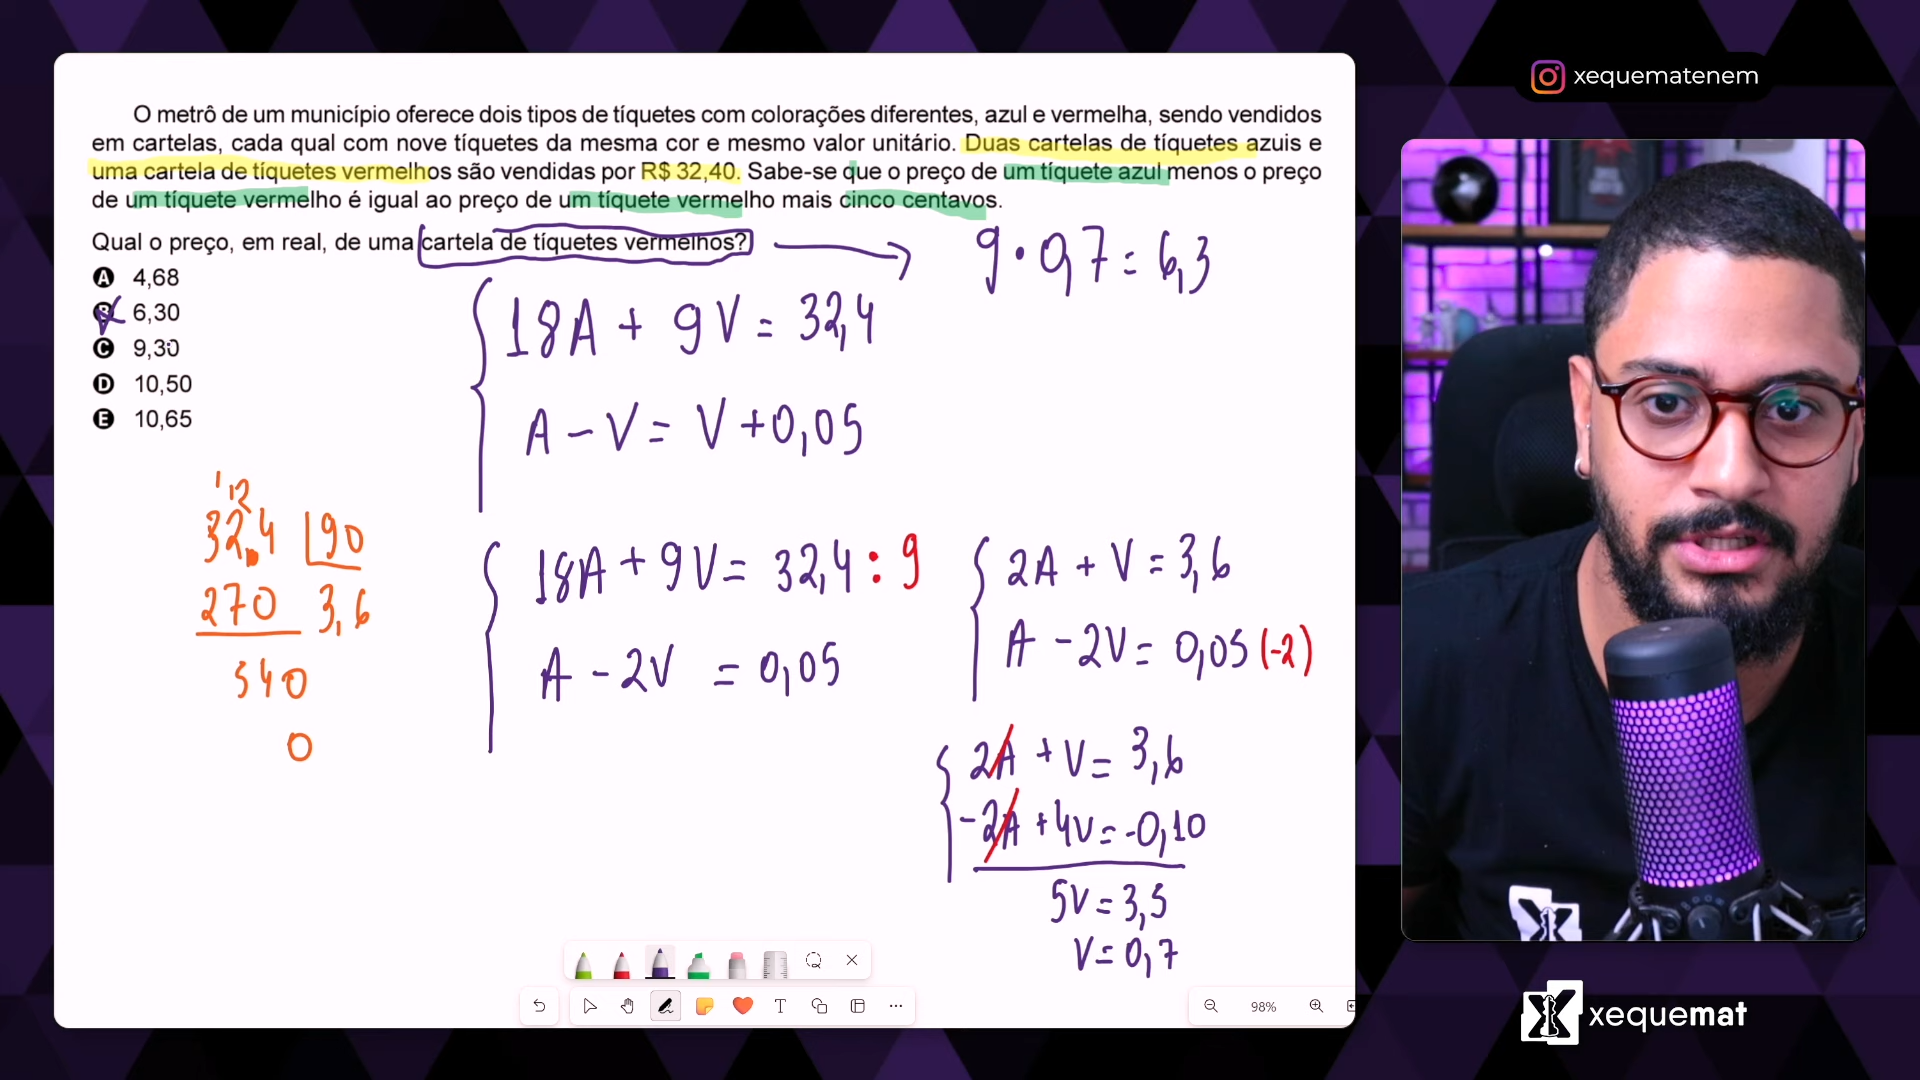 xequematenem
O metrô de um município oferece dois tipos de tíquetes com colorações diferentes, azul e vermelha, sendo vendidos
em cartelas, cada qual com nove tíquetes da mesma cor e mesmo valor unitário. Duas cartelas de tíquetes azuis e
uma cartela de tíquetes vermelhos são vendidas por R$ 32,40. Sabe-se que o preço de um tíquete azul menos o preço
de um tíquete vermelho é igual ao preço de um tíquete vermelho mais cinco centavos.
Qual o preço, em real, de uma cartela de tíquetes vermelhos?
9 · 0,7 = 6,3
A 4,68
B 6,30
C 9,30
D 10,50
E 10,65
18A + 9V = 32,4
A - V = V + 0,05
1 12
32,4 |90
270 3,6
540
0
18A + 9V = 32,4 : 9
A - 2V = 0,05
2A + V = 3,6
A - 2V = 0,05 (-2)
2A + V = 3,6
-2A + 4V = -0,10
5V = 3,5
V = 0,7
T
98%
xequemat